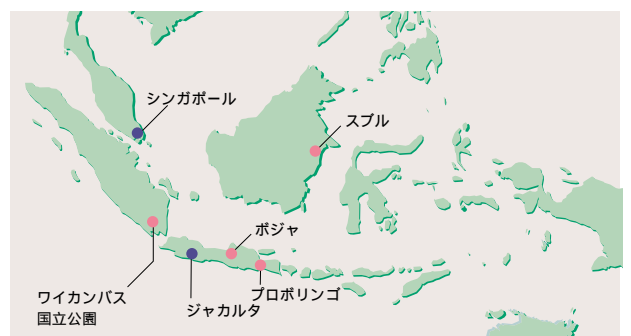 シンガポール
スブル
ボジャ
ワイカンバス
国立公園
ジャカルタ
プロボリンゴ